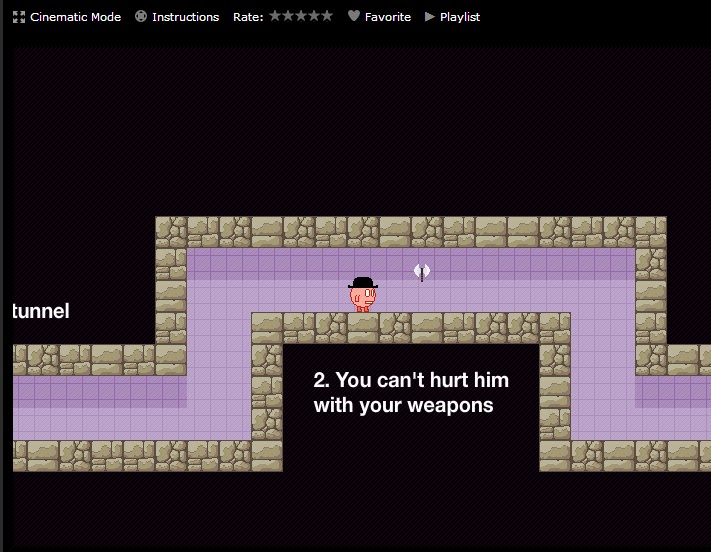 Cinematic Mode Instructions Rate: Favorite Playlist
tunnel
2. You can't hurt him
with your weapons